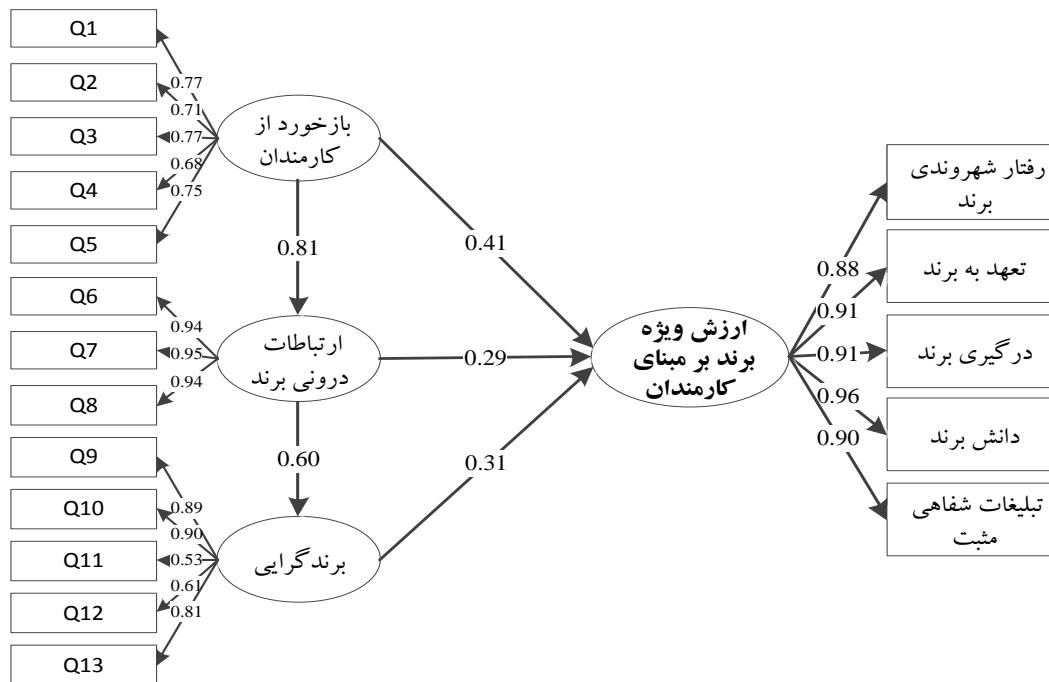 Q1
Q2
Q3
Q4
Q5
Q6
Q7
Q8
Q9
Q10
Q11
Q12
Q13
0.77
0.71
0.77
0.68
0.75
0.94
0.95
0.94
0.89
0.90
0.53
0.61
0.81
بازخورد از
کارمندان
0.81
ارتباطات
درونی برند
0.60
برندگرایی
0.41
0.29
0.31
ارزش ویژه
برند بر مبنای
کارمندان
0.88
0.91
0.91
0.96
0.90
رفتار شهروندی
برند
تعهد به برند
درگیری برند
دانش برند
تبلیغات شفاهی
مثبت